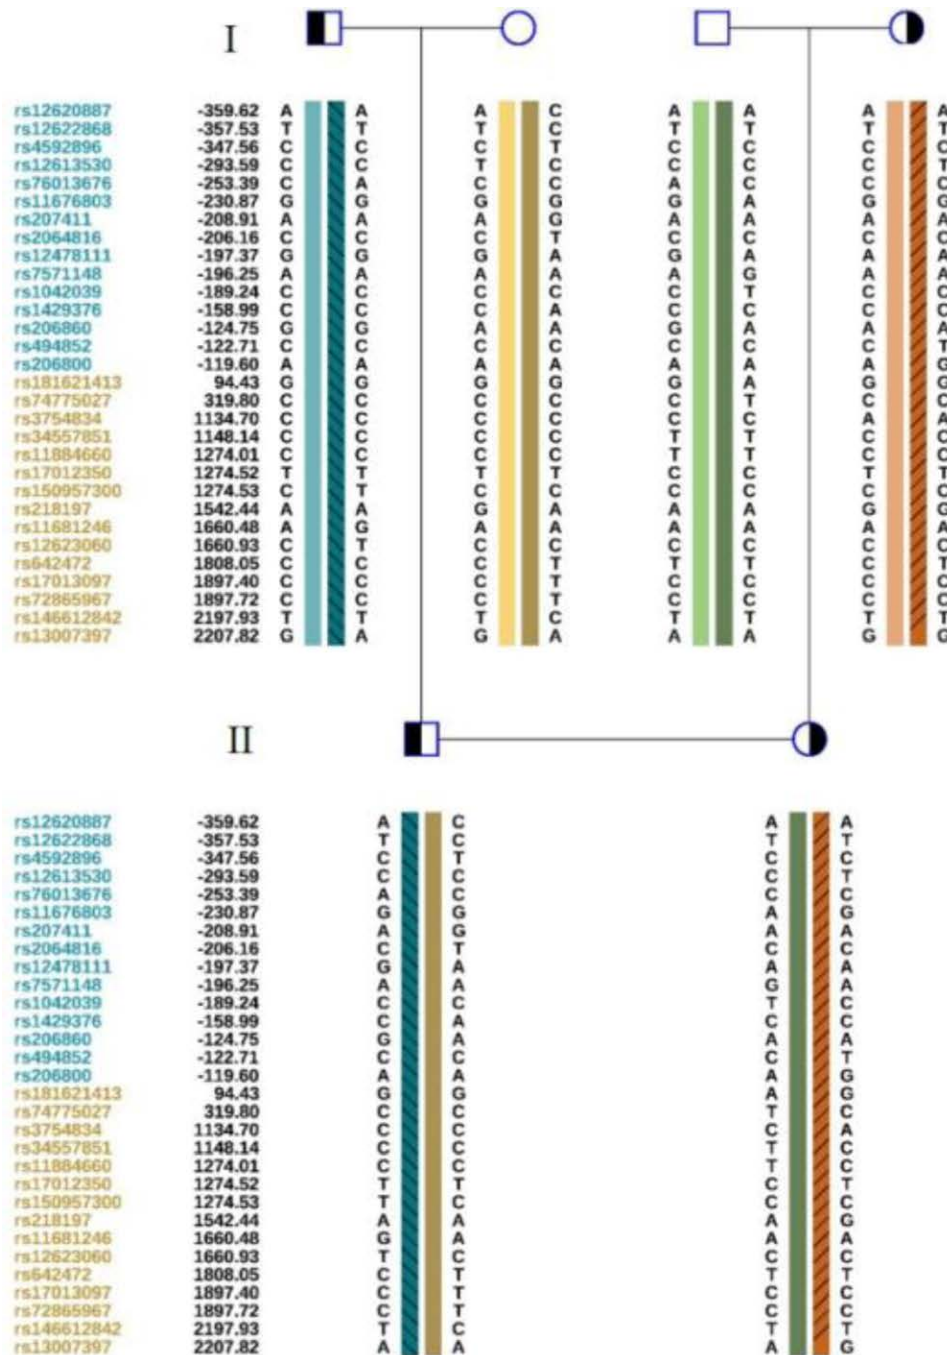 I
rs12620887 -359.62 A A A C A A A A
rs12622868 -357.53 T T T C T T T T
rs4592896 -347.56 C C C T C C C C
rs12613530 -293.59 C C T C C C C T
rs76013676 -253.39 C A C C A C C C
rs11676803 -230.87 G G G G G A G G
rs207411 -208.91 A A A G A A A A
rs2064816 -206.16 C C C T C C C C
rs12478111 -197.37 G G G A G A A A
rs7571148 -196.25 A A A A A G A A
rs1042039 -189.24 C C C C C T C C
rs1429376 -158.99 C C C A C C C C
rs206860 -124.75 G G A A G A A A
rs494852 -122.71 C C C C C C C T
rs206800 -119.60 A A A A A A A G
rs181621413 94.43 G G G G G A G G
rs74775027 319.80 C C C C C T C C
rs3754834 1134.70 C C C C C C A A
rs34557851 1148.14 C C C C T T C C
rs11884660 1274.01 C C C C T T C C
rs17012350 1274.52 T T T T C C T T
rs150957300 1274.53 C T C C C C C C
rs218197 1542.44 A A G A A A G G
rs11681246 1660.48 A G A A A A A A
rs12623060 1660.93 C T C C C C C C
rs642472 1808.05 C C C T T T C T
rs17013097 1897.40 C C C T C C C C
rs72865967 1897.72 C C C T C C C C
rs146612842 2197.93 T T T C T T T T
rs13007397 2207.82 G A G A A A G G
II
rs12620887 -359.62 A C A A
rs12622868 -357.53 T C T T
rs4592896 -347.56 C T C C
rs12613530 -293.59 C C C T
rs76013676 -253.39 A C C C
rs11676803 -230.87 G G A G
rs207411 -208.91 A G A A
rs2064816 -206.16 C T C C
rs12478111 -197.37 G A A A
rs7571148 -196.25 A A G A
rs1042039 -189.24 C C T C
rs1429376 -158.99 C A C C
rs206860 -124.75 G A A A
rs494852 -122.71 C C C T
rs206800 -119.60 A A A G
rs181621413 94.43 G G A G
rs74775027 319.80 C C T C
rs3754834 1134.70 C C C A
rs34557851 1148.14 C C T C
rs11884660 1274.01 C C T C
rs17012350 1274.52 T T C T
rs150957300 1274.53 T C C C
rs218197 1542.44 A A A G
rs11681246 1660.48 G A A A
rs12623060 1660.93 T C C C
rs642472 1808.05 C T T T
rs17013097 1897.40 C T C C
rs72865967 1897.72 C T C C
rs146612842 2197.93 T C T T
rs13007397 2207.82 A A A G